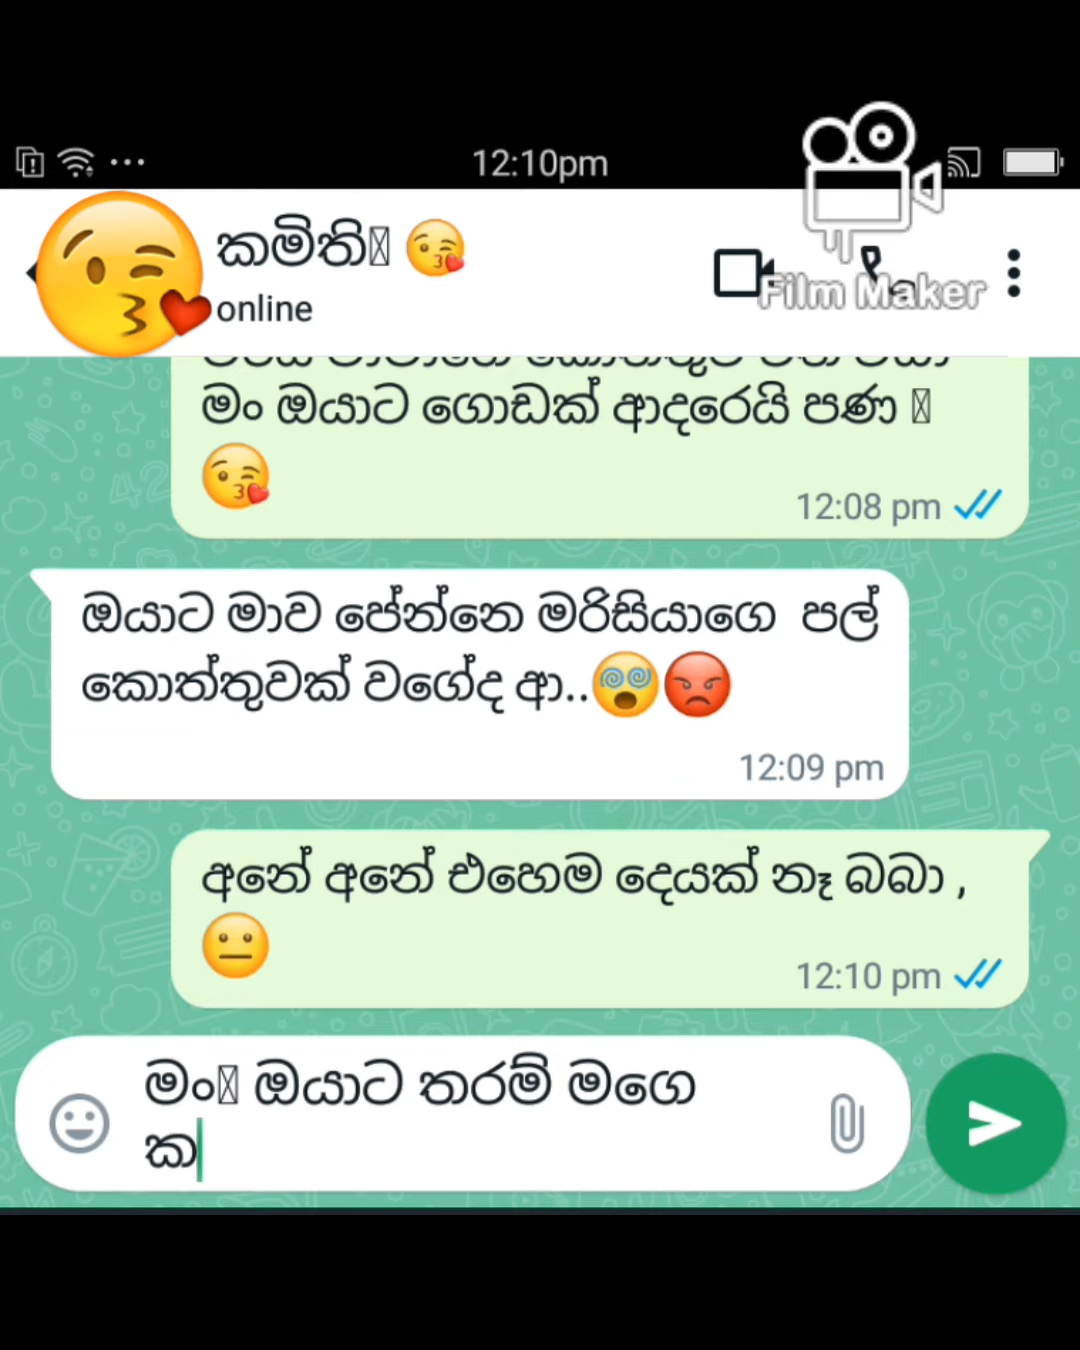 12:10pm
කමිති 😘
online
Film Maker
මං ඔයාට ගොඩක් ආදරෙයි පණ
😘
12:08 pm
ඔයාට මාව පේන්නෙ මරිසියාගෙ පල්
කොත්තුවක් වගේද ආ..😵‍💫😡
12:09 pm
අනේ අනේ එහෙම දෙයක් නෑ බබා ,
😐
12:10 pm
මං ඔයාට තරම් මගෙ
ක